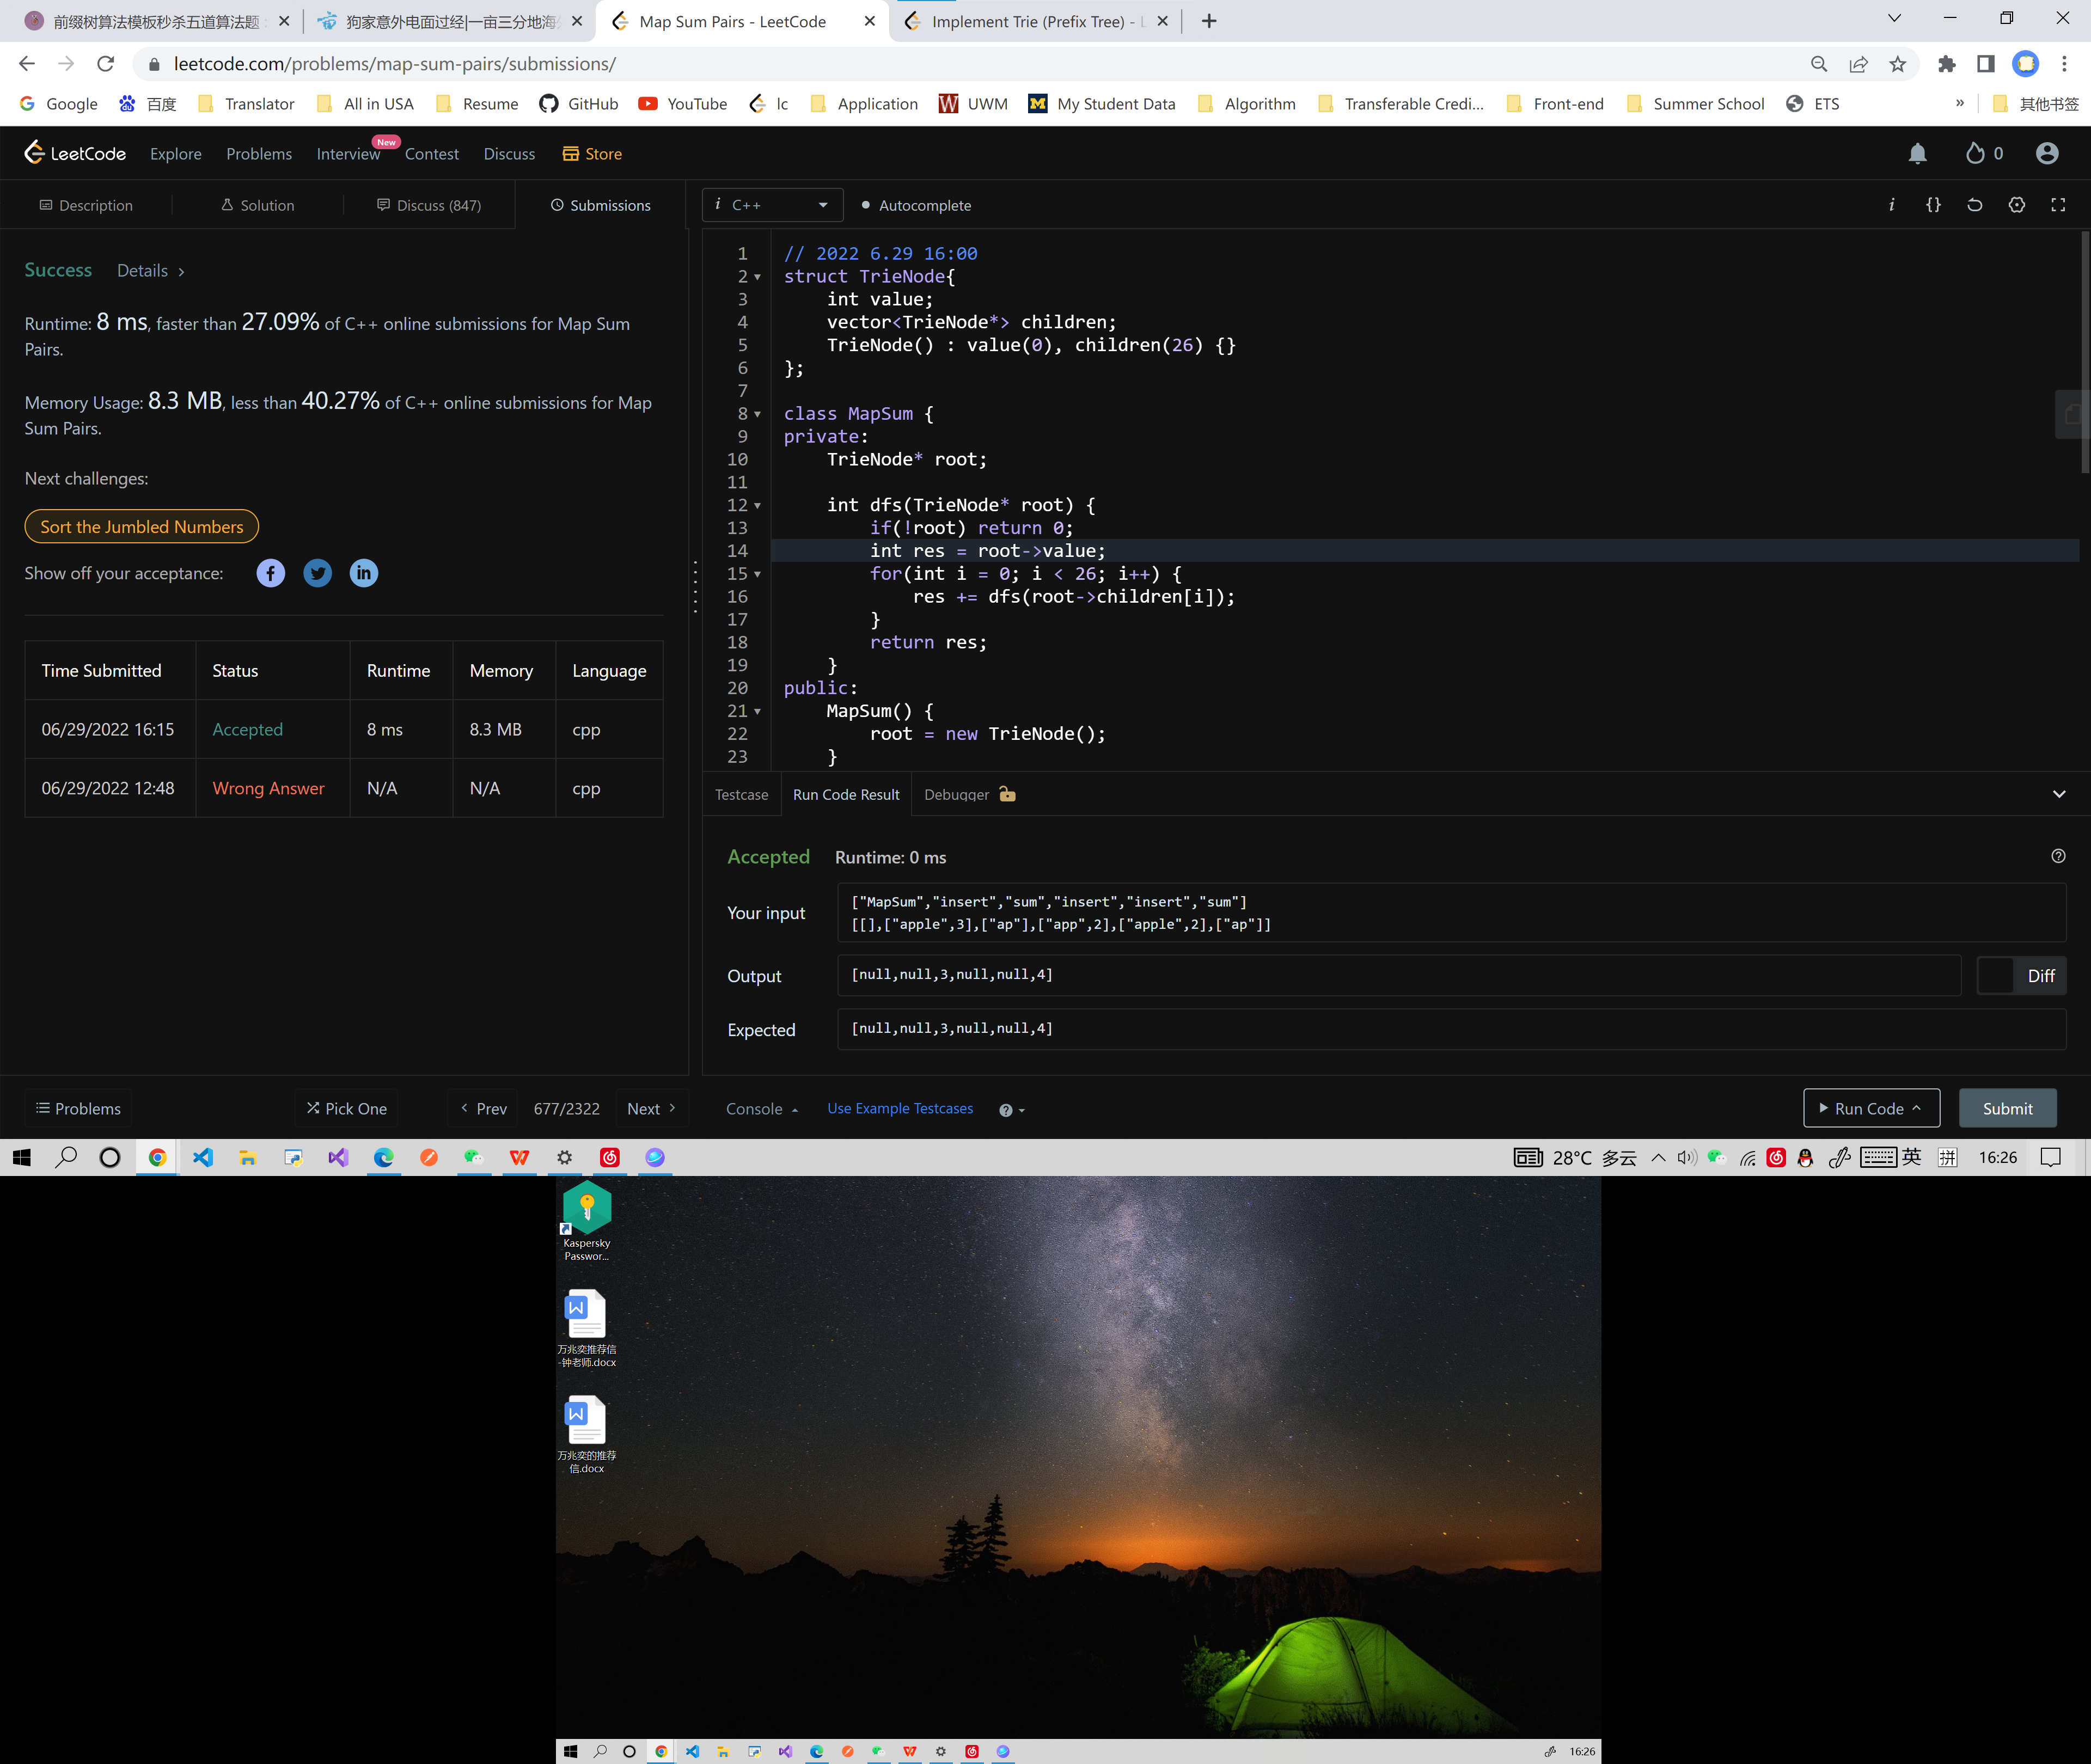 前缀树算法模板秒杀五道算法题
狗家意外电面过经|一亩三分地海
Map Sum Pairs - LeetCode
Implement Trie (Prefix Tree) - L
leetcode.com/problems/map-sum-pairs/submissions/
Google
百度
Translator
All in USA
Resume
GitHub
YouTube
lc
Application
UWM
My Student Data
Algorithm
Transferable Credi...
Front-end
Summer School
ETS
»
其他书签
LeetCode
Explore
Problems
Interview
New
Contest
Discuss
Store
0
Description
Solution
Discuss (847)
Submissions
i C++
Autocomplete
i {}
Success Details >
Runtime: 8 ms, faster than 27.09% of C++ online submissions for Map Sum
Pairs.
Memory Usage: 8.3 MB, less than 40.27% of C++ online submissions for Map
Sum Pairs.
Next challenges:
Sort the Jumbled Numbers
Show off your acceptance:
Time Submitted Status Runtime Memory Language
06/29/2022 16:15 Accepted 8 ms 8.3 MB cpp
06/29/2022 12:48 Wrong Answer N/A N/A cpp
1 // 2022 6.29 16:00
2 struct TrieNode{
3 int value;
4 vector<TrieNode*> children;
5 TrieNode() : value(0), children(26) {}
6 };
7
8 class MapSum {
9 private:
10 TrieNode* root;
11
12 int dfs(TrieNode* root) {
13 if(!root) return 0;
14 int res = root->value;
15 for(int i = 0; i < 26; i++) {
16 res += dfs(root->children[i]);
17 }
18 return res;
19 }
20 public:
21 MapSum() {
22 root = new TrieNode();
23 }
Testcase
Run Code Result
Debugger
Accepted Runtime: 0 ms
Your input
["MapSum","insert","sum","insert","insert","sum"]
[[],["apple",3],["ap"],["app",2],["apple",2],["ap"]]
Output
[null,null,3,null,null,4]
Diff
Expected
[null,null,3,null,null,4]
Problems
Pick One
Prev
677/2322
Next
Console
Use Example Testcases
Run Code
Submit
28°C 多云
英
拼
16:26
Kaspersky
Passwor...
万兆奕推荐信
-钟老师.docx
万兆奕的推荐
信.docx
16:26